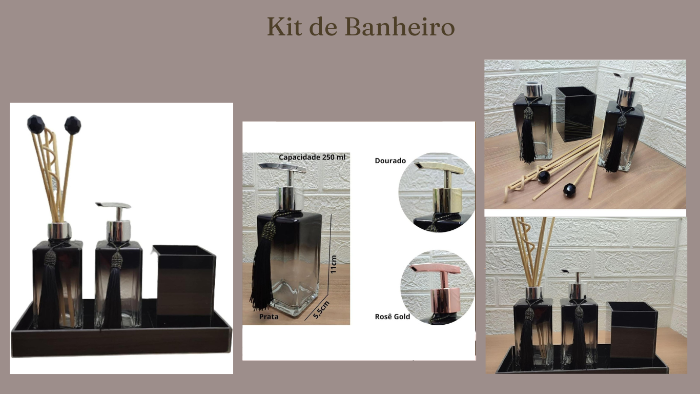 Kit de Banheiro
Capacidade 250 ml
Dourado
11cm
5,5cm
Prata
Rosê Gold